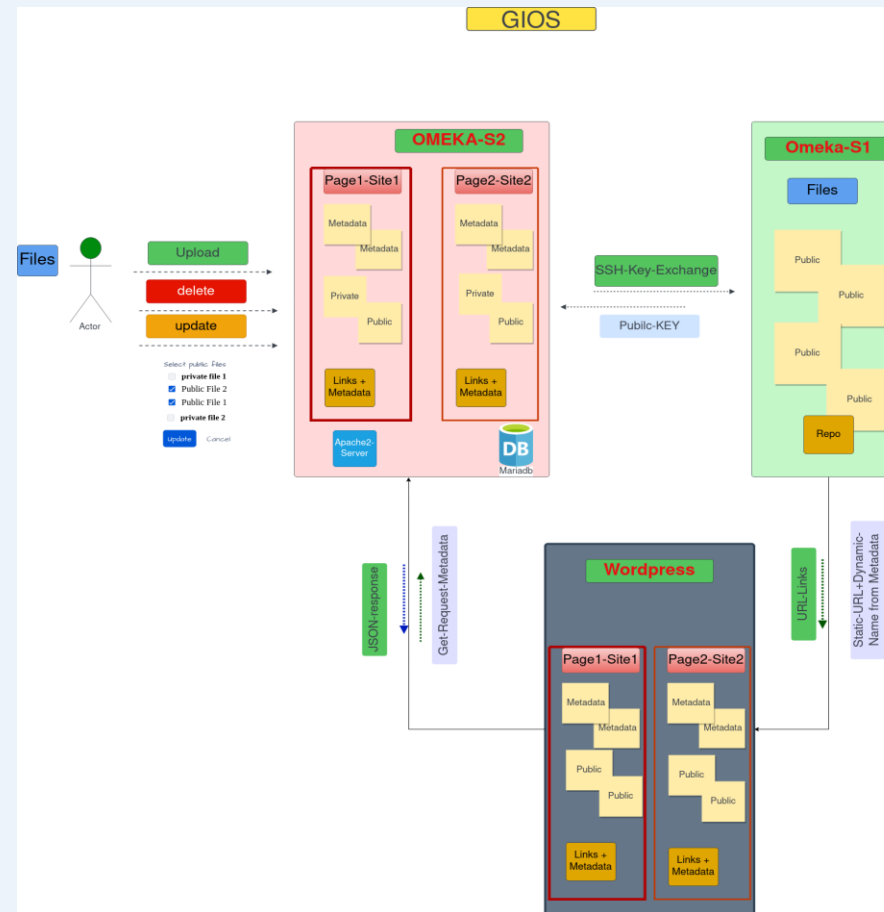 GIOS
OMEKA-S2
Page1-Site1
Metadata
Metadata
Private
Public
Links +
Metadata
Page2-Site2
Metadata
Metadata
Private
Public
Links +
Metadata
Apache2-
Server
DB
Mariadb
Files
Actor
Upload
delete
update
Select public files
private file 1
Public File 2
Public File 1
private file 2
Update
Cancel
SSH-Key-Exchange
Pubilc-KEY
Omeka-S1
Files
Public
Public
Public
Public
Repo
JSON-response
Get-Request-Metadata
URL-Links
Static-URL+Dynamic-
Name from Metadata
Wordpress
Page1-Site1
Metadata
Metadata
Public
Public
Links +
Metadata
Page2-Site2
Metadata
Metadata
Public
Public
Links +
Metadata